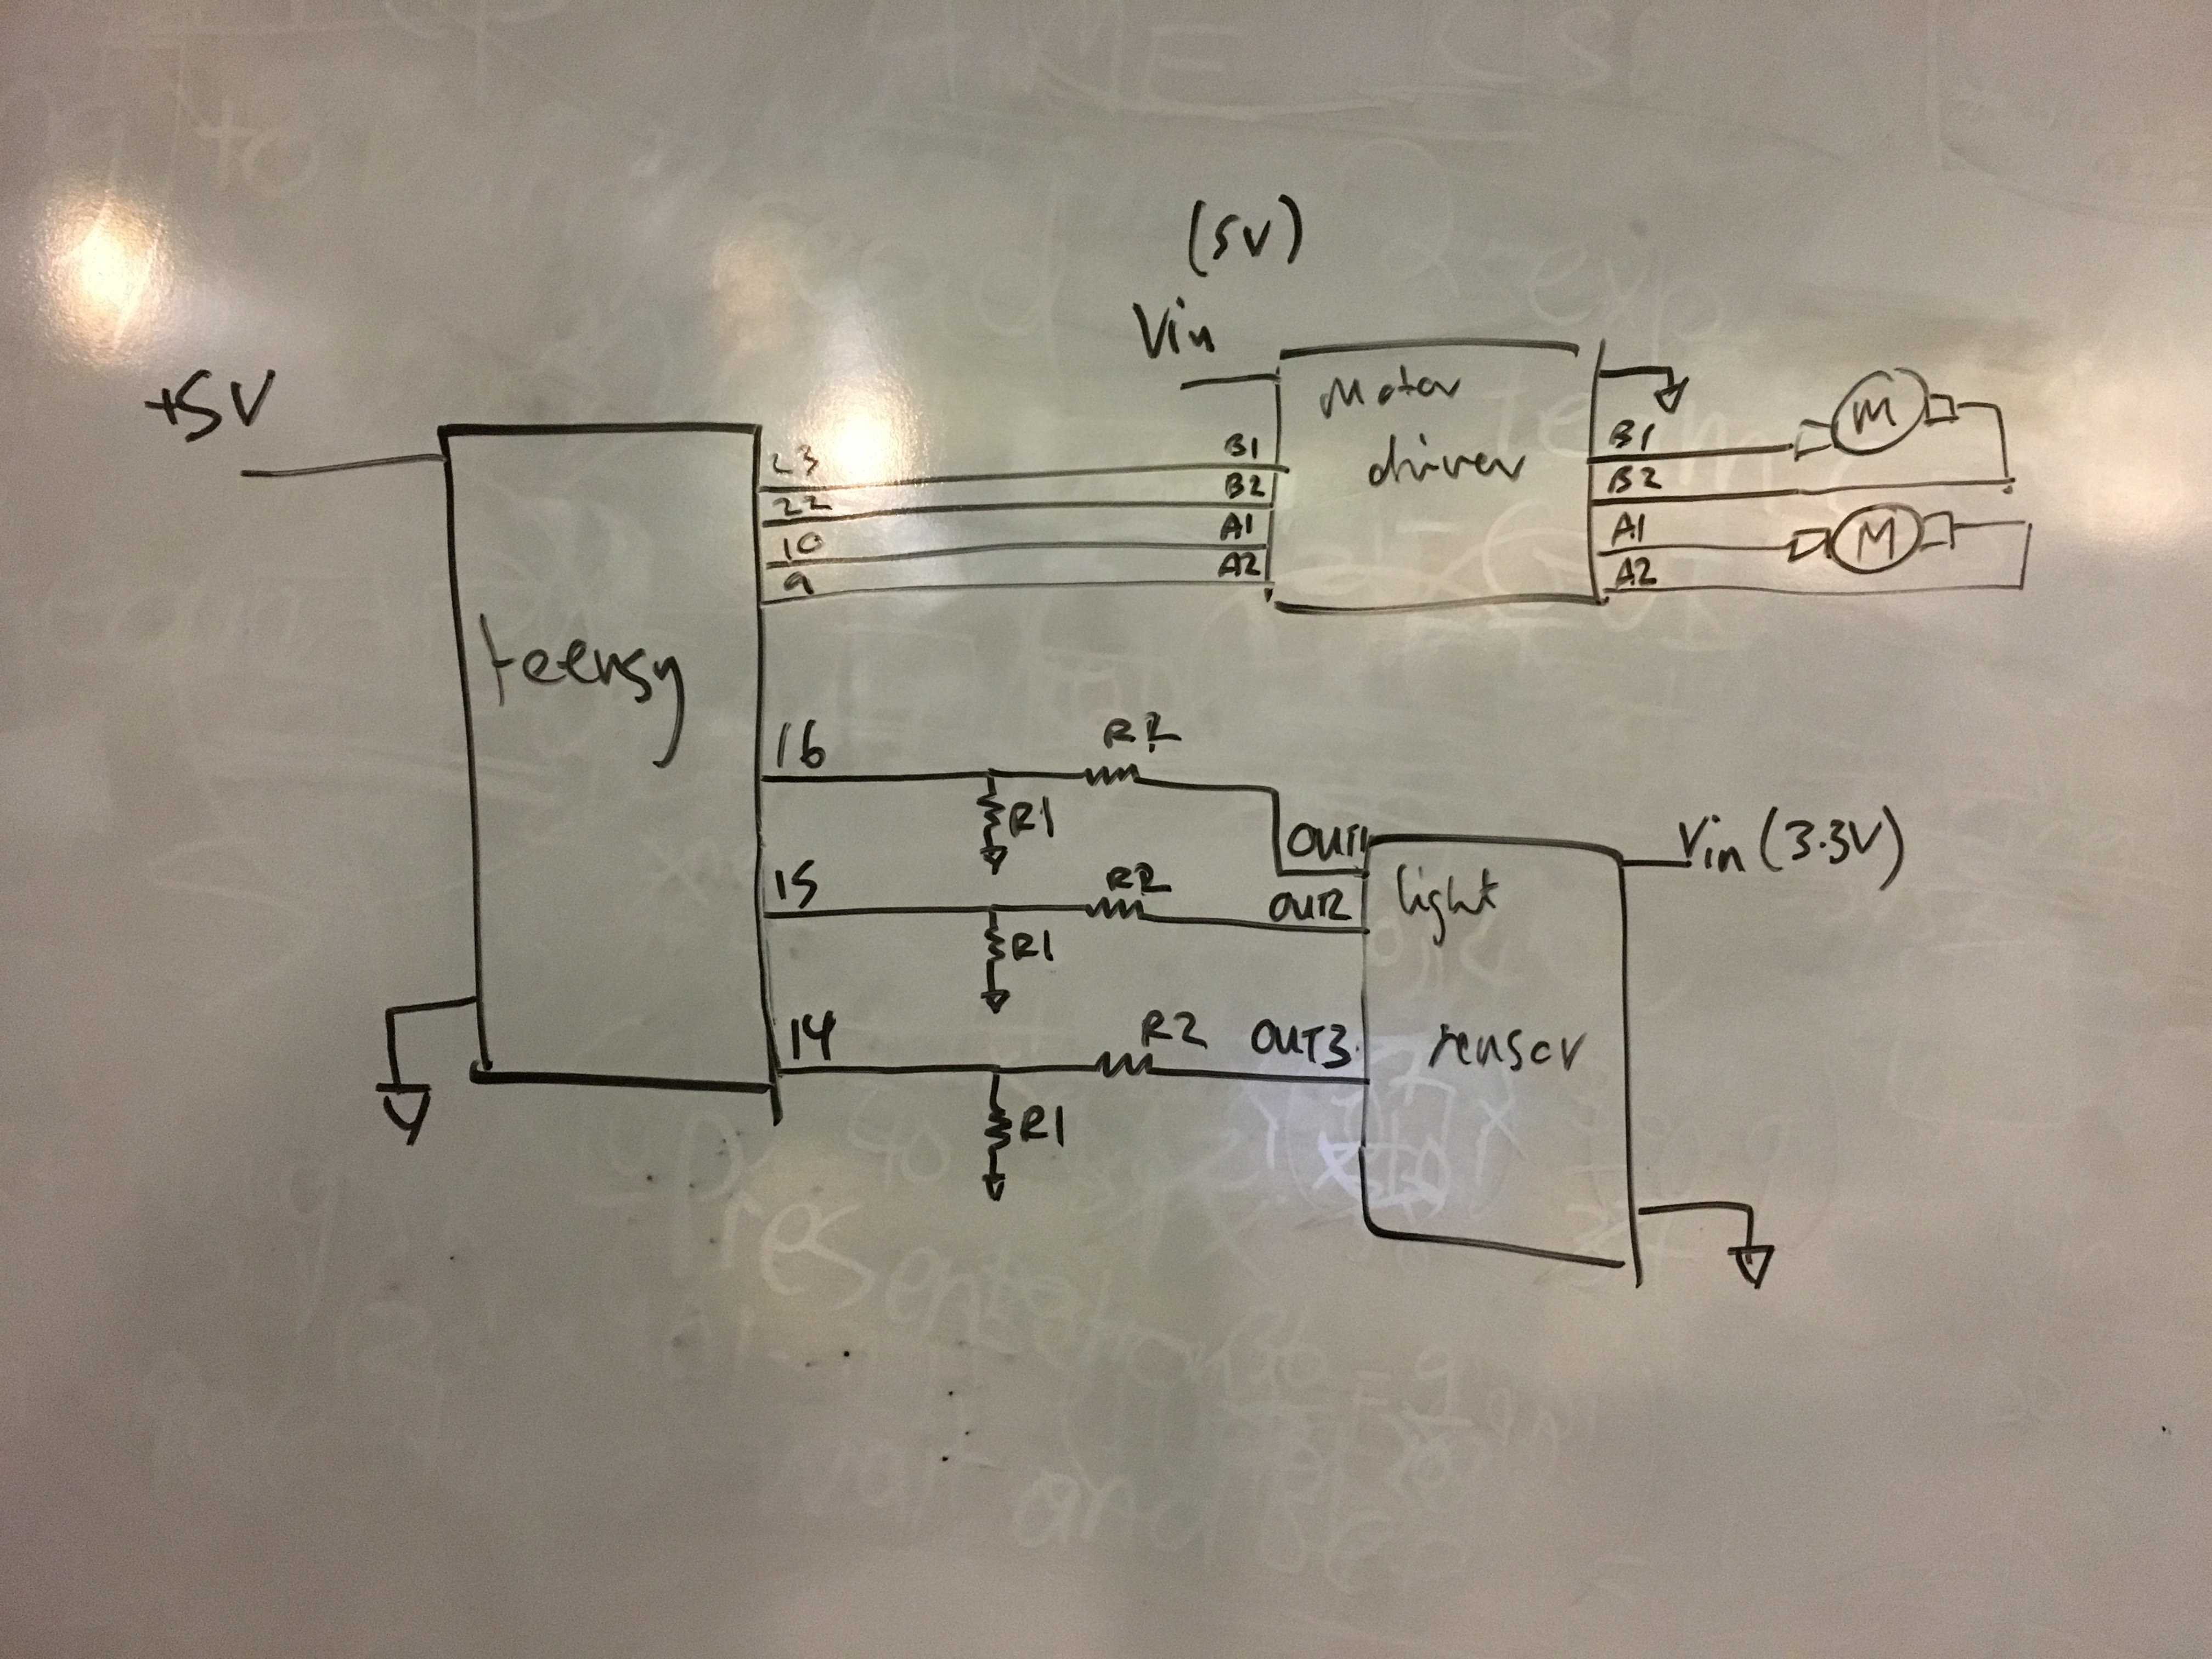 (5V)
Vin
+5V
Motor
driver
23
22
10
9
B1
B2
A1
A2
B1
B2
A1
A2
M
M
teensy
16
R2
R1
OUT1
15
R2
R1
OUT2
14
R2
R1
OUT3
light
sensor
Vin (3.3V)